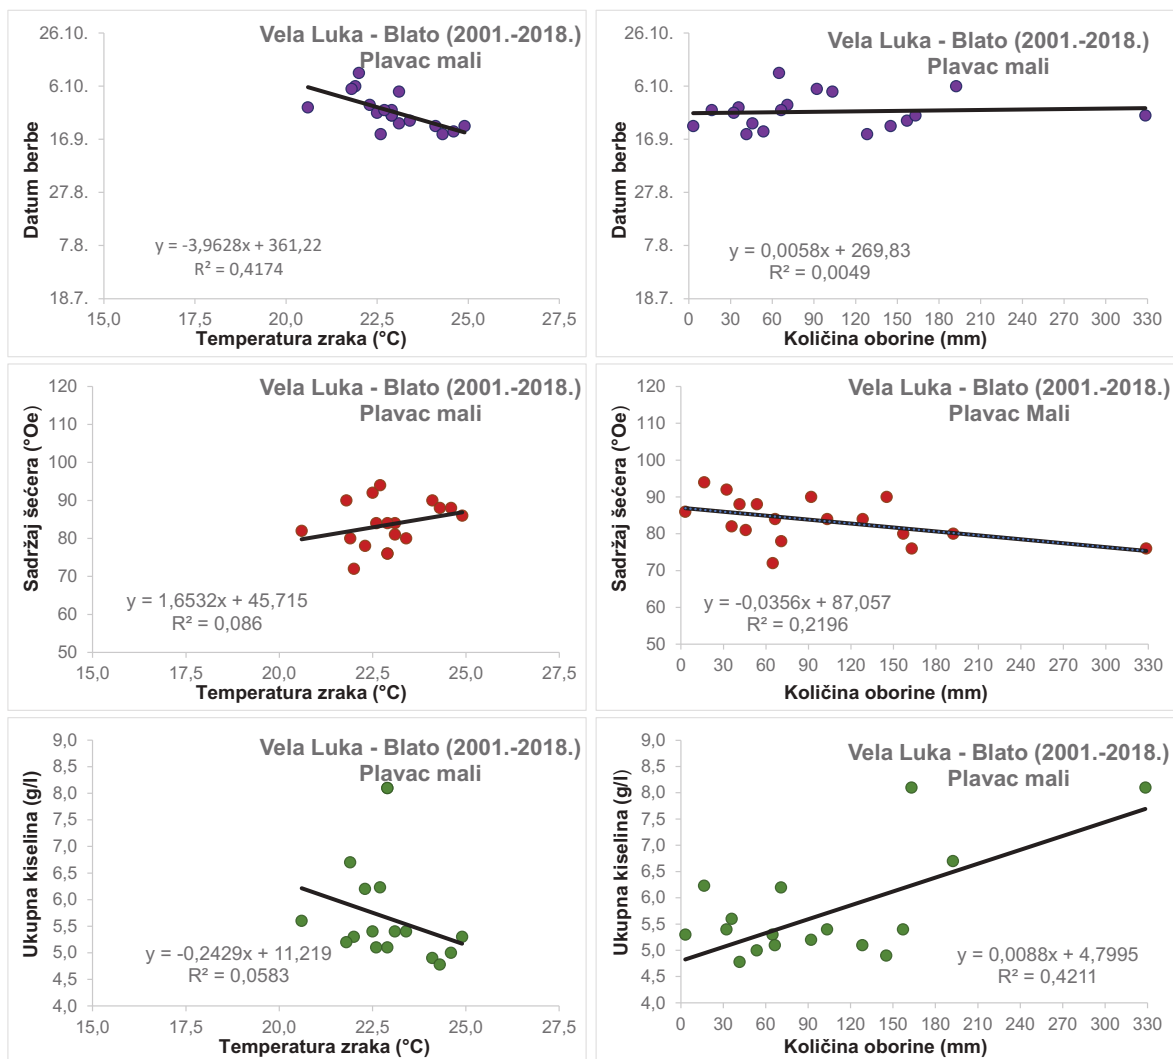 Vela Luka - Blato (2001.-2018.)
Plavac mali
Datum berbe
26.10.
6.10.
16.9.
27.8.
7.8.
18.7.
y = -3,9628x + 361,22
R² = 0,4174
15,0 17,5 20,0 22,5 25,0 27,5
Temperatura zraka (°C)
Vela Luka - Blato (2001.-2018.)
Plavac mali
Datum berbe
26.10.
6.10.
16.9.
27.8.
7.8.
18.7.
y = 0,0058x + 269,83
R² = 0,0049
0 30 60 90 120 150 180 210 240 270 300 330
Količina oborine (mm)
Vela Luka - Blato (2001.-2018.)
Plavac mali
Sadržaj šećera (°Oe)
120
110
100
90
80
70
60
50
y = 1,6532x + 45,715
R² = 0,086
15,0 17,5 20,0 22,5 25,0 27,5
Temperatura zraka (°C)
Vela Luka - Blato (2001.-2018.)
Plavac Mali
Sadržaj šećera (°Oe)
120
110
100
90
80
70
60
50
y = -0,0356x + 87,057
R² = 0,2196
0 30 60 90 120 150 180 210 240 270 300 330
Količina oborine (mm)
Vela Luka - Blato (2001.-2018.)
Plavac mali
Ukupna kiselina (g/l)
9,0
8,5
8,0
7,5
7,0
6,5
6,0
5,5
5,0
4,5
4,0
y = -0,2429x + 11,219
R² = 0,0583
15,0 17,5 20,0 22,5 25,0 27,5
Temperatura zraka (°C)
Vela Luka - Blato (2001.-2018.)
Plavac mali
Ukupna kiselina (g/l)
9,0
8,5
8,0
7,5
7,0
6,5
6,0
5,5
5,0
4,5
4,0
y = 0,0088x + 4,7995
R² = 0,4211
0 30 60 90 120 150 180 210 240 270 300 330
Količina oborine (mm)